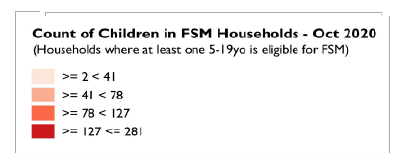 Count of Children in FSM Households - Oct 2020
(Households where at least one 5-19yo is eligible for FSM)
>= 2 < 41
>= 41 < 78
>= 78 < 127
>= 127 <= 281